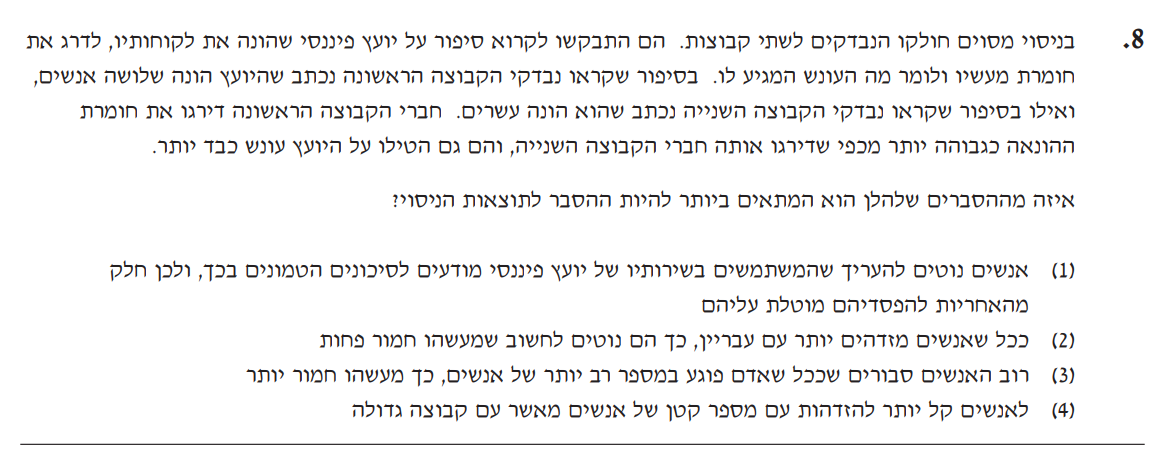 8. בניסוי מסוים חולקו הנבדקים לשתי קבוצות. הם התבקשו לקרוא סיפור על יועץ פיננסי שהונה את לקוחותיו, לדרג את
חומרת מעשיו ולומר מה העונש המגיע לו. בסיפור שקראו נבדקי הקבוצה הראשונה נכתב שהיועץ הונה שלושה אנשים,
ואילו בסיפור שקראו נבדקי הקבוצה השנייה נכתב שהוא הונה עשרים. חברי הקבוצה הראשונה דירגו את חומרת
ההונאה כגבוהה יותר מכפי שדירגו אותה חברי הקבוצה השנייה, והם גם הטילו על היועץ עונש כבד יותר.
איזה מההסברים שלהלן הוא המתאים ביותר להיות ההסבר לתוצאות הניסוי?
(1) אנשים נוטים להעריך שהמשתמשים בשירותיו של יועץ פיננסי מודעים לסיכונים הטמונים בכך, ולכן חלק
מהאחריות להפסדיהם מוטלת עליהם
(2) ככל שאנשים מזדהים יותר עם עבריין, כך הם נוטים לחשוב שמעשהו חמור פחות
(3) רוב האנשים סבורים שככל שאדם פוגע במספר רב יותר של אנשים, כך מעשהו חמור יותר
(4) לאנשים קל יותר להזדהות עם מספר קטן של אנשים מאשר עם קבוצה גדולה